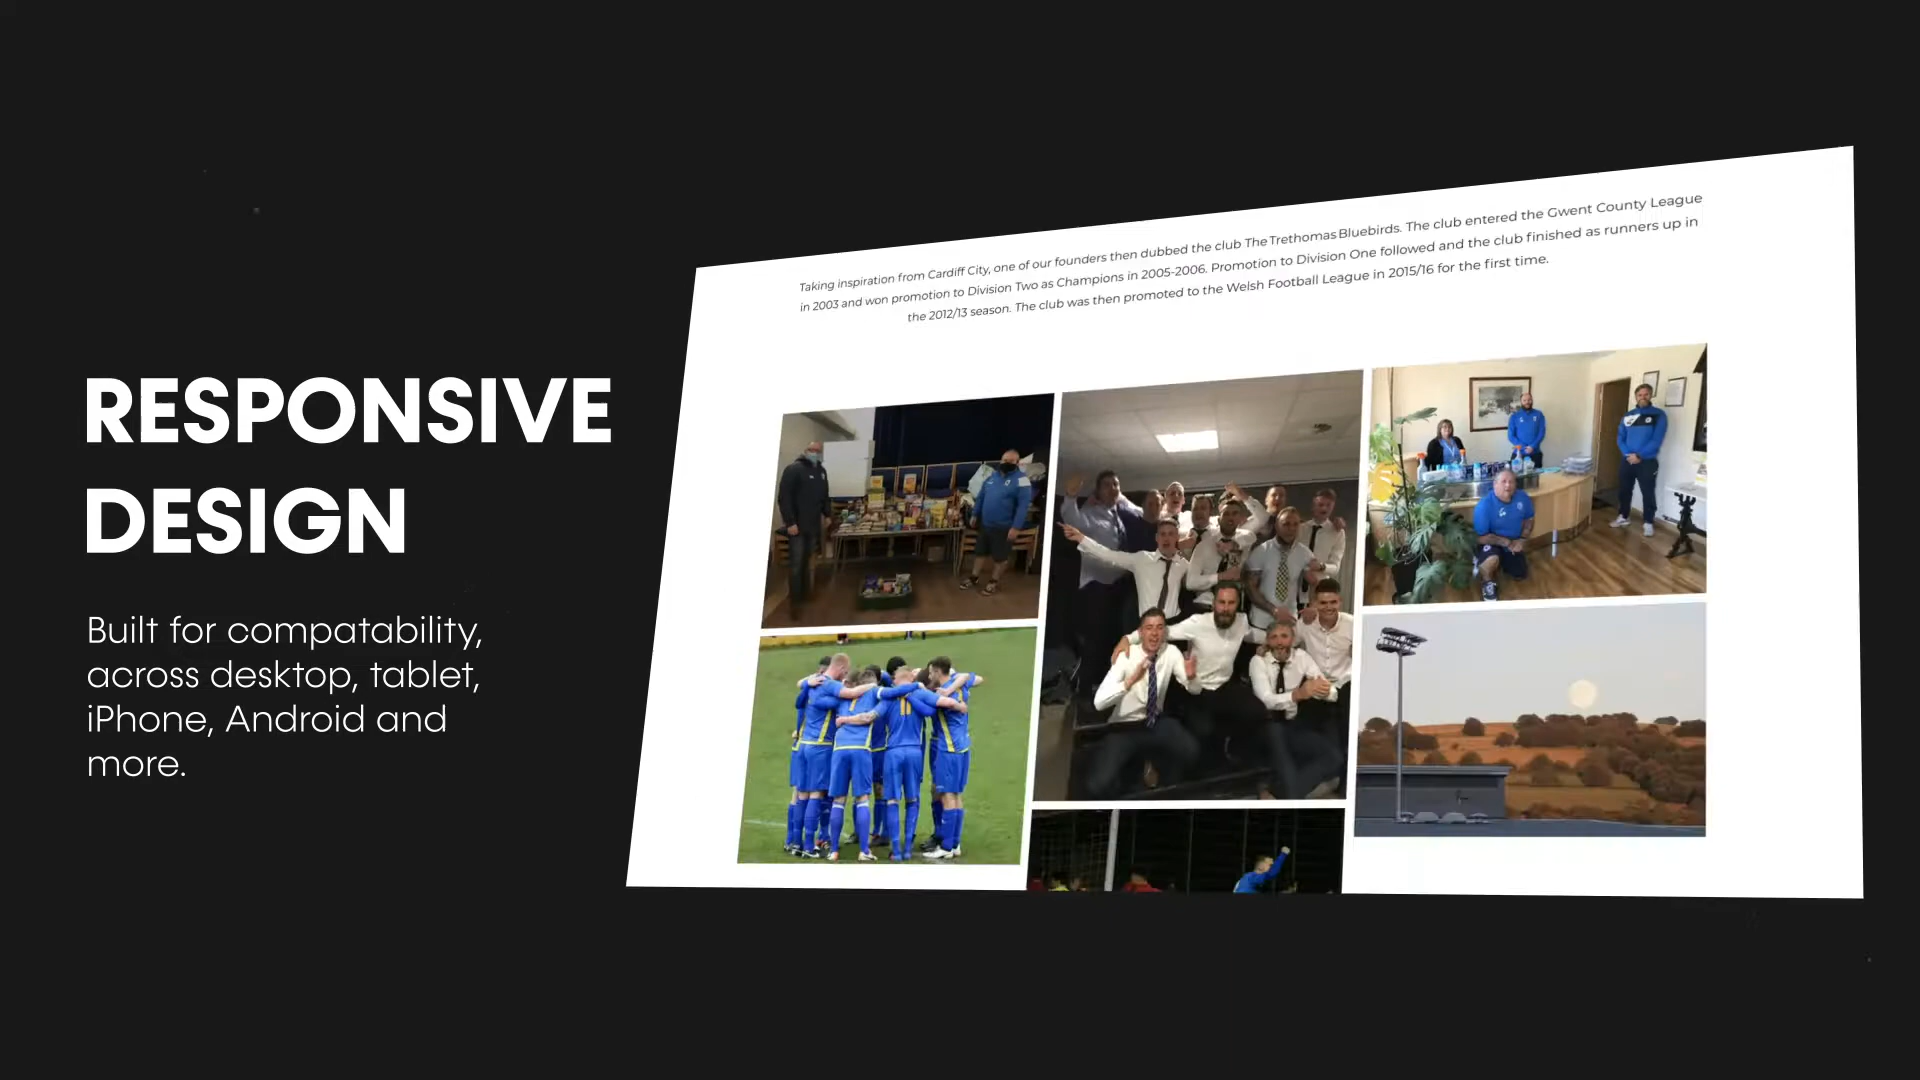 RESPONSIVE
DESIGN
Built for compatability,
across desktop, tablet,
iPhone, Android and
more.
Taking inspiration from Cardiff City, one of our founders then dubbed the club The Trethomas Bluebirds. The club entered the Gwent County League
in 2003 and won promotion to Division Two as Champions in 2005-2006. Promotion to Division One followed and the club finished as runners up in
the 2012/13 season. The club was then promoted to the Welsh Football League in 2015/16 for the first time.